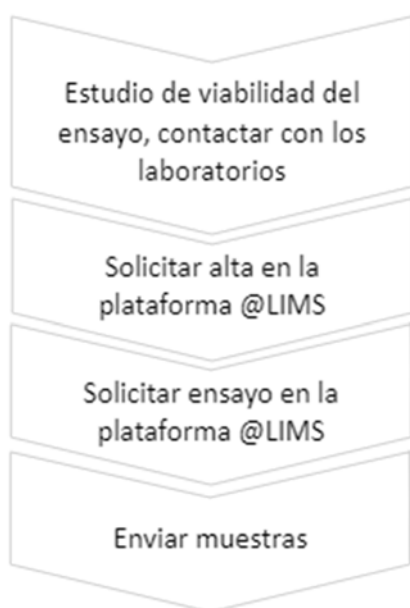 Estudio de viabilidad del
ensayo, contactar con los
laboratorios
Solicitar alta en la
plataforma @LIMS
Solicitar ensayo en la
plataforma @LIMS
Enviar muestras